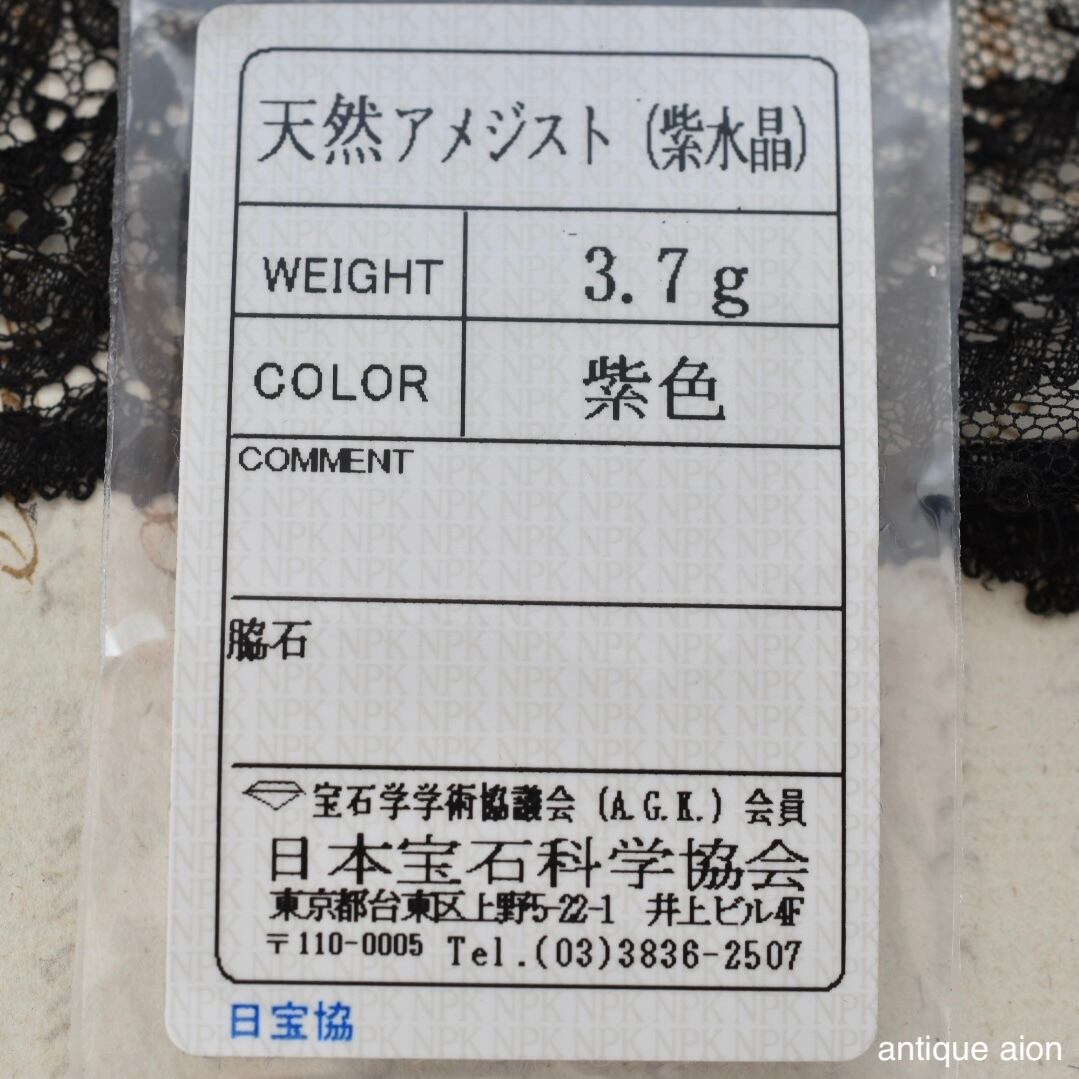 天然アメジスト（紫水晶）
WEIGHT 3.7g
COLOR 紫色
COMMENT
脇石
宝石学学術協議会（A.G.K.）会員
日本宝石科学協会
東京都台東区上野5-22-1 井上ビル4F
〒110-0005 Tel.(03)3836-2507
日宝協
antique aion